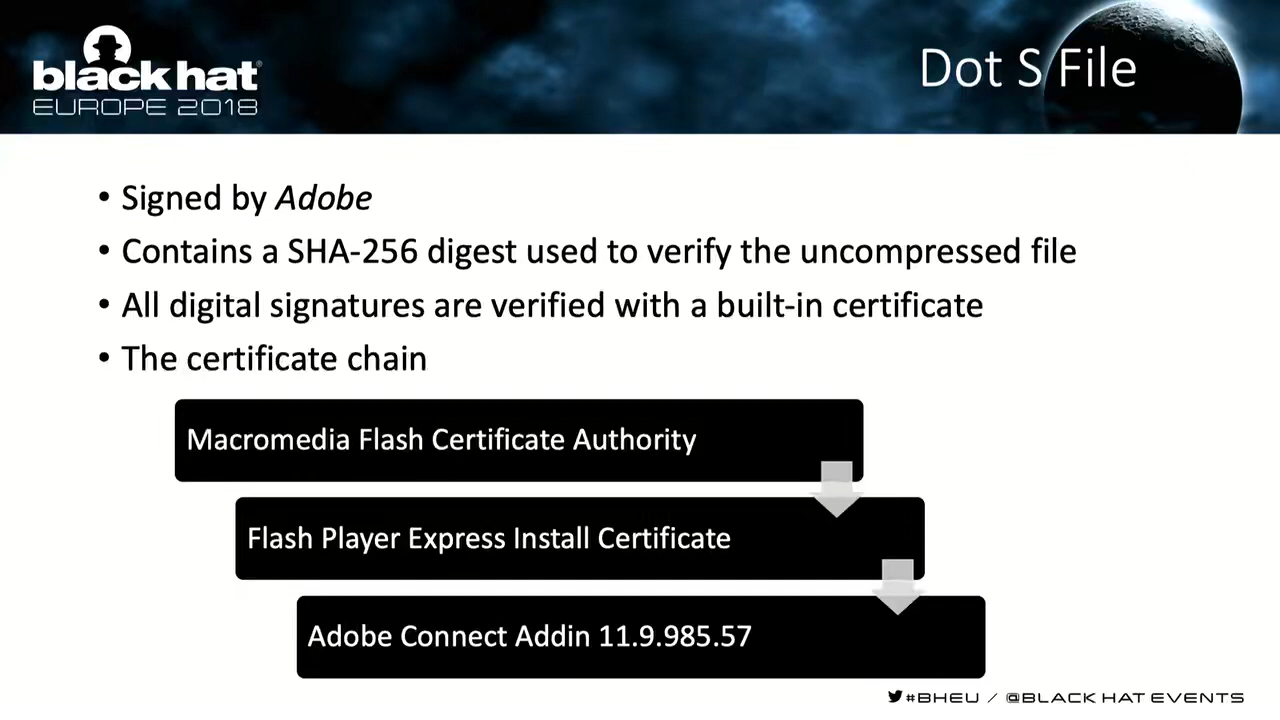 black hat®
EUROPE 2018
Dot S File
• Signed by Adobe
• Contains a SHA-256 digest used to verify the uncompressed file
• All digital signatures are verified with a built-in certificate
• The certificate chain
Macromedia Flash Certificate Authority
Flash Player Express Install Certificate
Adobe Connect Addin 11.9.985.57
#BHEU / @BLACK HAT EVENTS